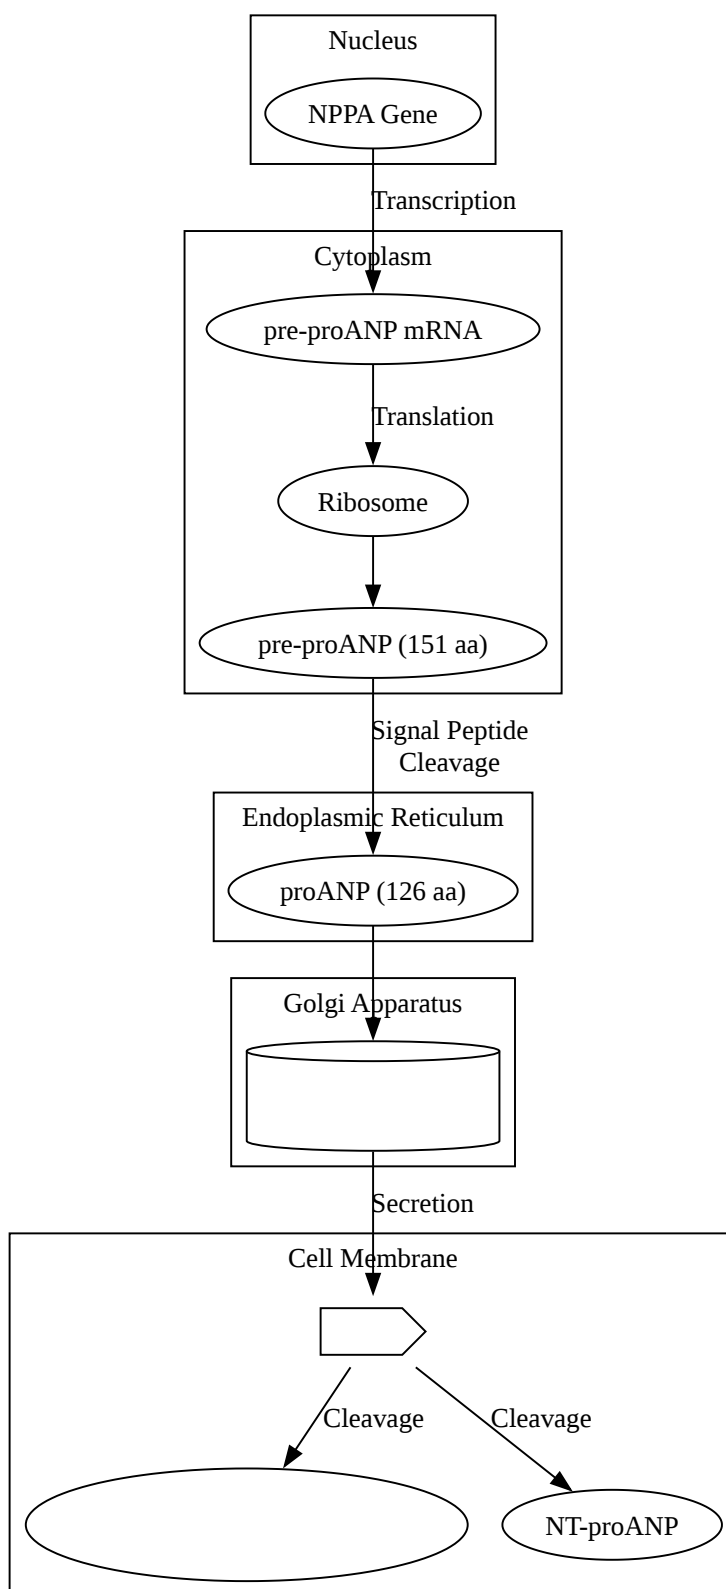 Nucleus
NPPA Gene
Transcription
Cytoplasm
pre-proANP mRNA
Translation
Ribosome
pre-proANP (151 aa)
Signal Peptide
Cleavage
Endoplasmic Reticulum
proANP (126 aa)
Golgi Apparatus
Secretion
Cell Membrane
Cleavage
Cleavage
NT-proANP